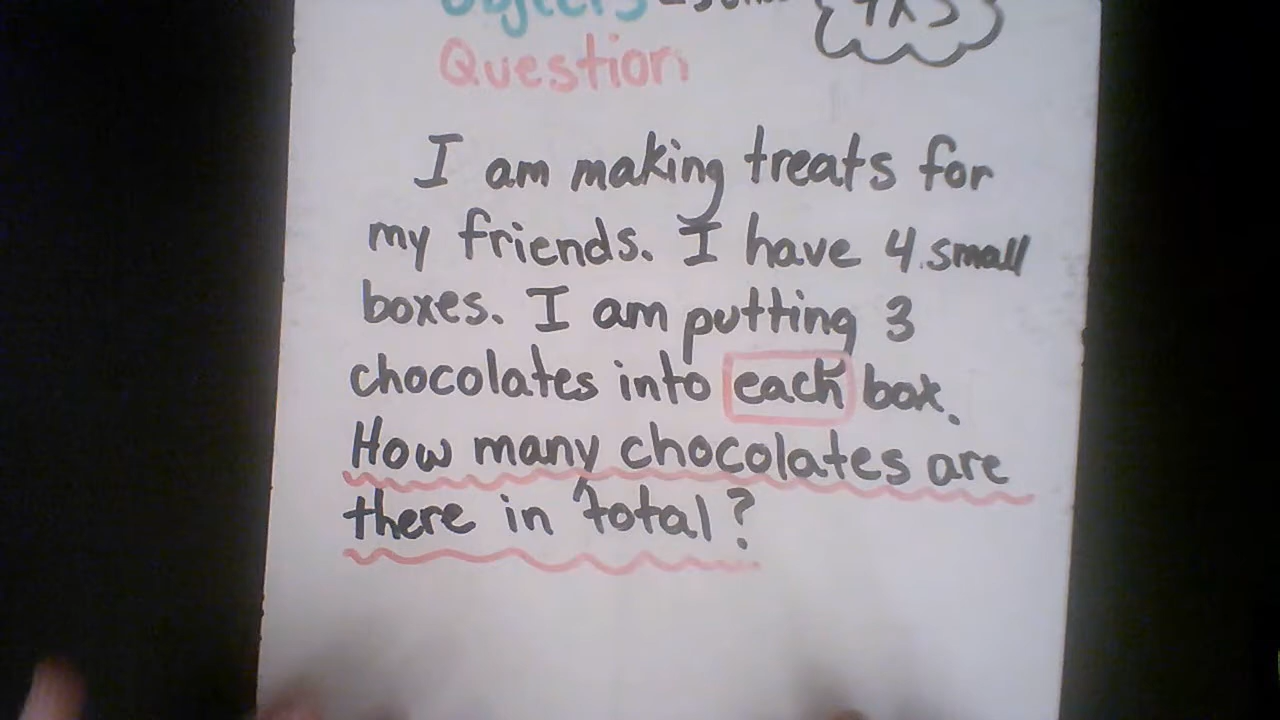 Objects
Question
I am making treats for
my friends. I have 4 small
boxes. I am putting 3
chocolates into each box.
How many chocolates are
there in total?